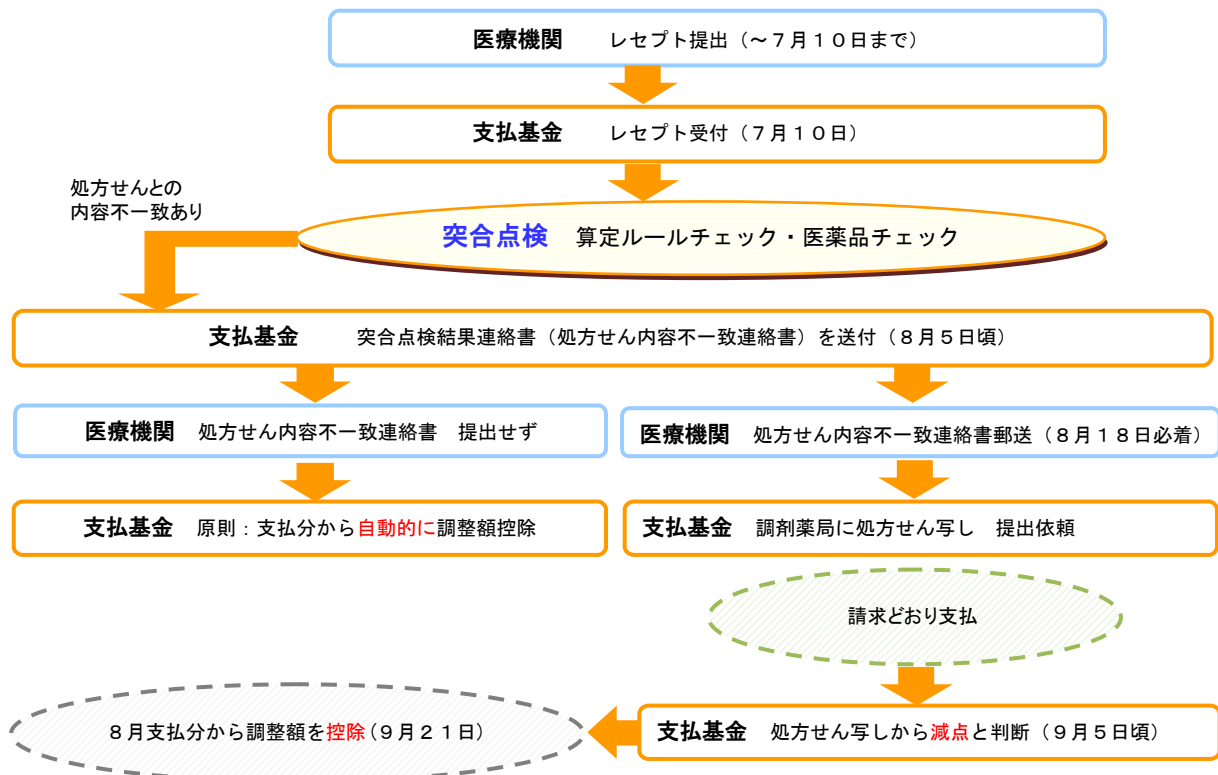 医療機関　レセプト提出（～７月１０日まで）
支払基金　レセプト受付（７月１０日）
処方せんとの
内容不一致あり
突合点検　算定ルールチェック・医薬品チェック
支払基金　突合点検結果連絡書（処方せん内容不一致連絡書）を送付（８月５日頃）
医療機関　処方せん内容不一致連絡書　提出せず
医療機関　処方せん内容不一致連絡書郵送（８月１８日必着）
支払基金　原則：支払分から自動的に調整額控除
支払基金　調剤薬局に処方せん写し　提出依頼
請求どおり支払
８月支払分から調整額を控除（９月２１日）
支払基金　処方せん写しから減点と判断（９月５日頃）